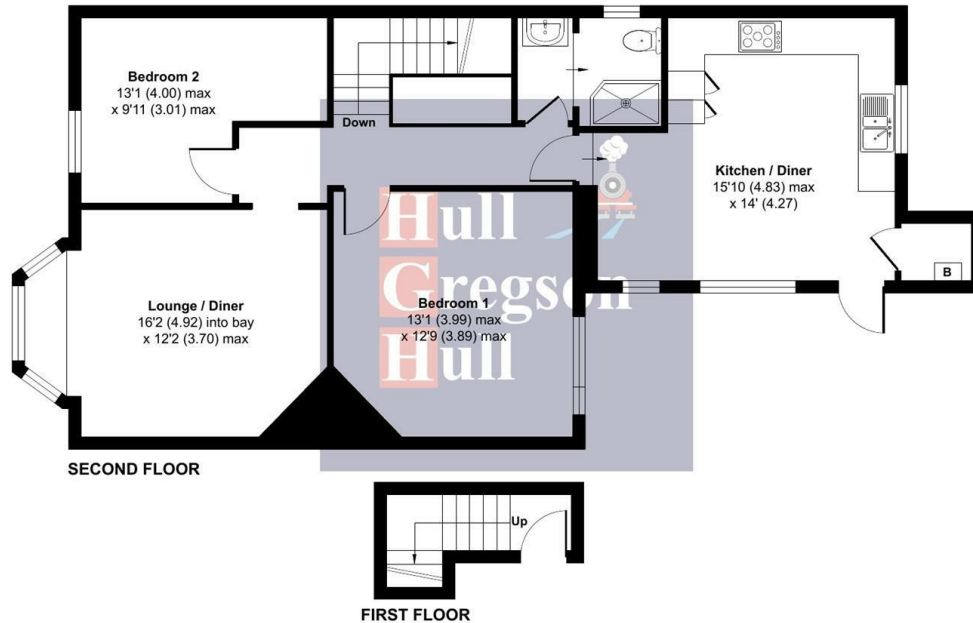 Bedroom 2
13'1 (4.00) max
x 9'11 (3.01) max
Down
Kitchen / Diner
15'10 (4.83) max
x 14' (4.27)
B
Lounge / Diner
16'2 (4.92) into bay
x 12'2 (3.70) max
Hull
Gregson
Hull
Bedroom 1
13'1 (3.99) max
x 12'9 (3.89) max
SECOND FLOOR
Up
FIRST FLOOR